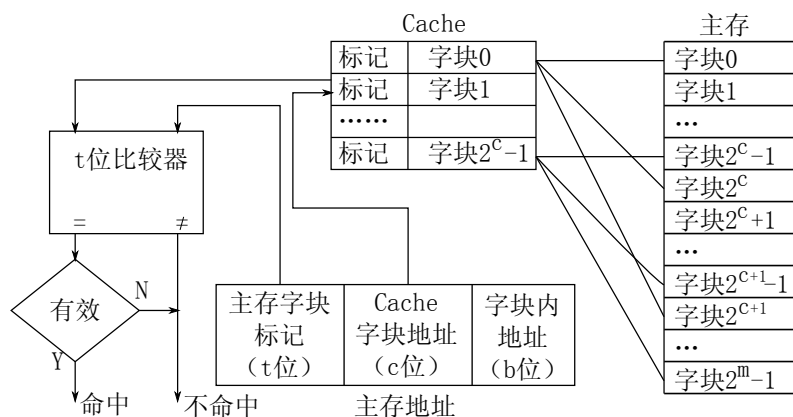 Cache
主存
标记 字块0
标记 字块1
……
标记 字块2^c-1
字块0
字块1
…
字块2^c-1
字块2^c
字块2^c+1
…
字块2^c+1-1
字块2^c+1
…
字块2^m-1
t位比较器
= ≠
有效
N
Y
命中
不命中
主存字块
标记
(t位)
Cache
字块地址
(c位)
字块内
地址
(b位)
主存地址